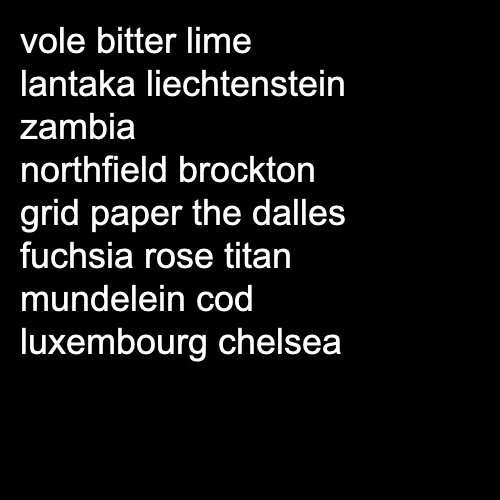 vole bitter lime
lantaka liechtenstein
zambia
northfield brockton
grid paper the dalles
fuchsia rose titan
mundelein cod
luxembourg chelsea